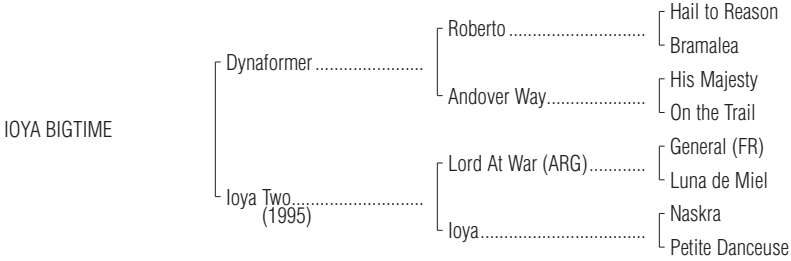 Hail to Reason
Roberto ..............................
Bramalea
Dynaformer ........................
His Majesty
Andover Way......................
On the Trail
IOYA BIGTIME
General (FR)
Lord At War (ARG)............
Luna de Miel
Ioya Two.............................
(1995)
Naskra
Ioya.....................................
Petite Danceuse